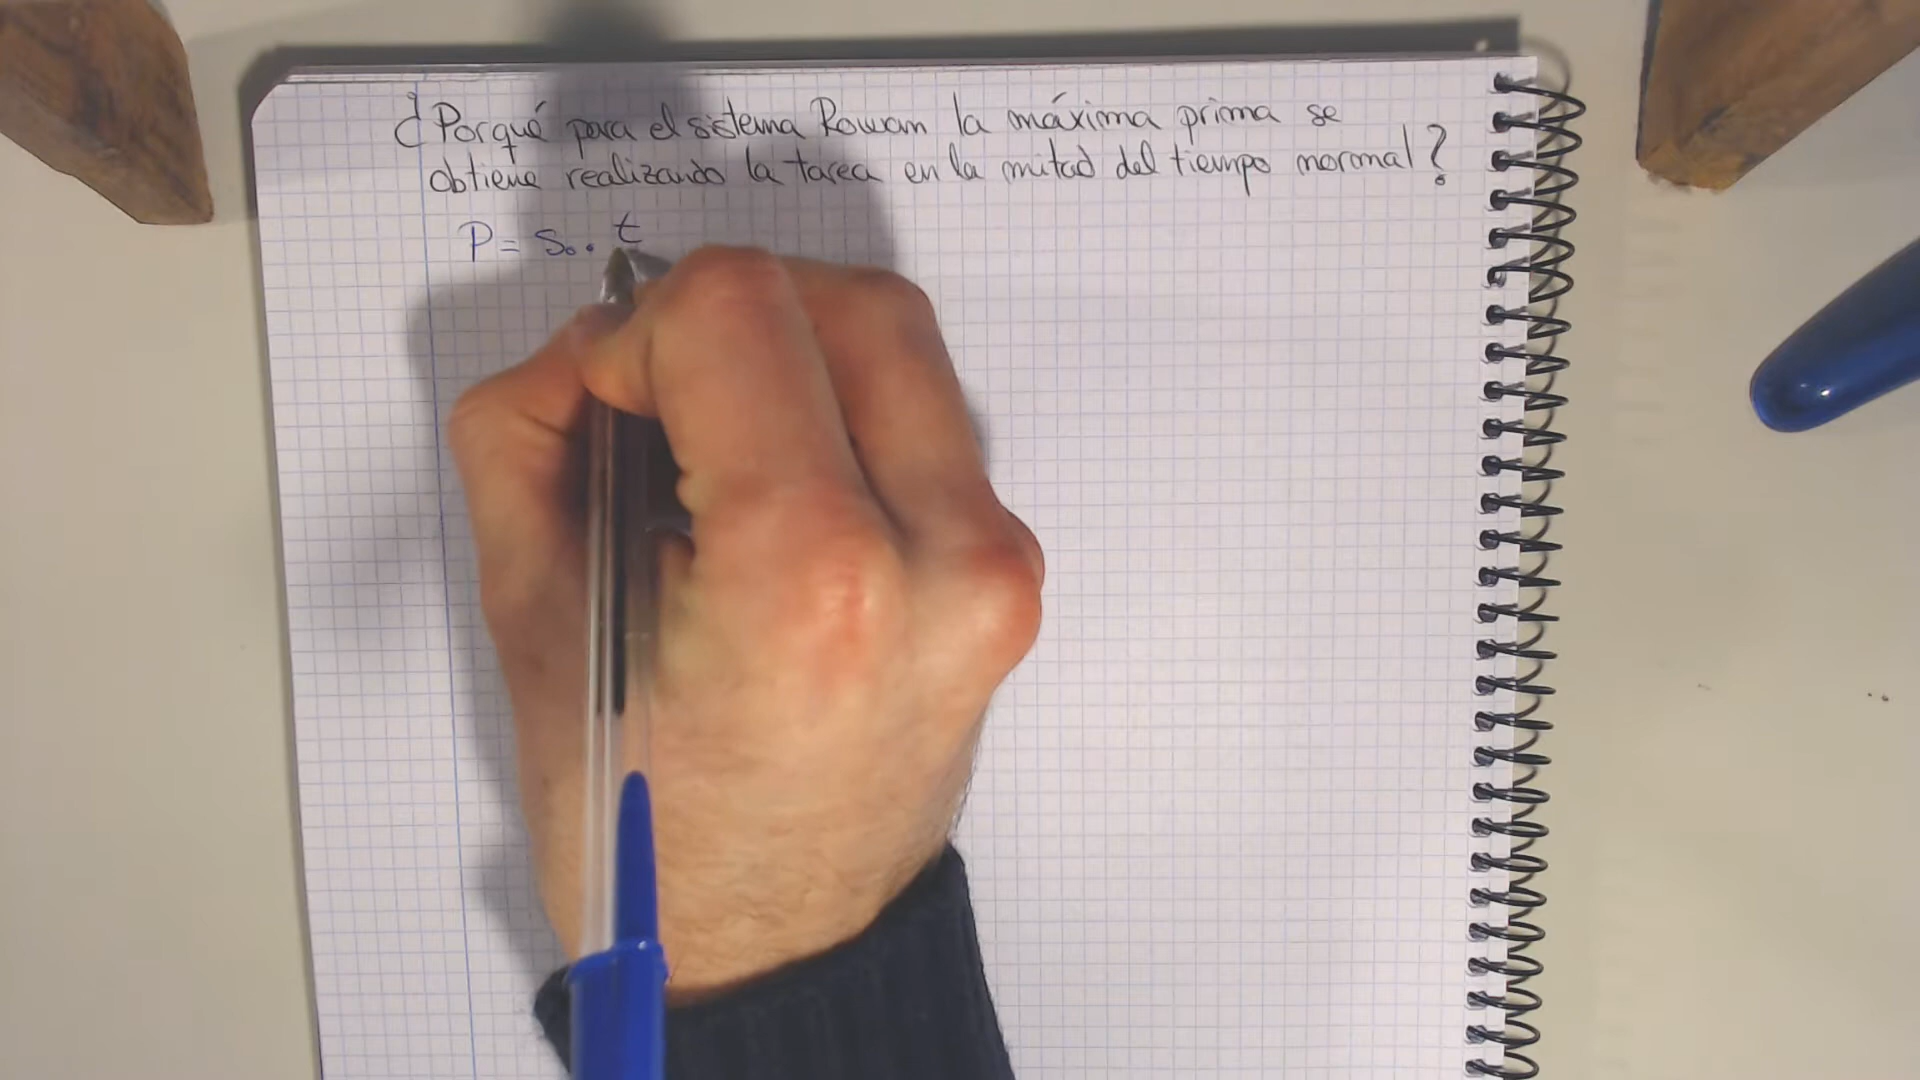 ¿Porqué para el sistema Rowan la máxima prima se
obtiene realizando la tarea en la mitad del tiempo normal?
P = S₀ · t